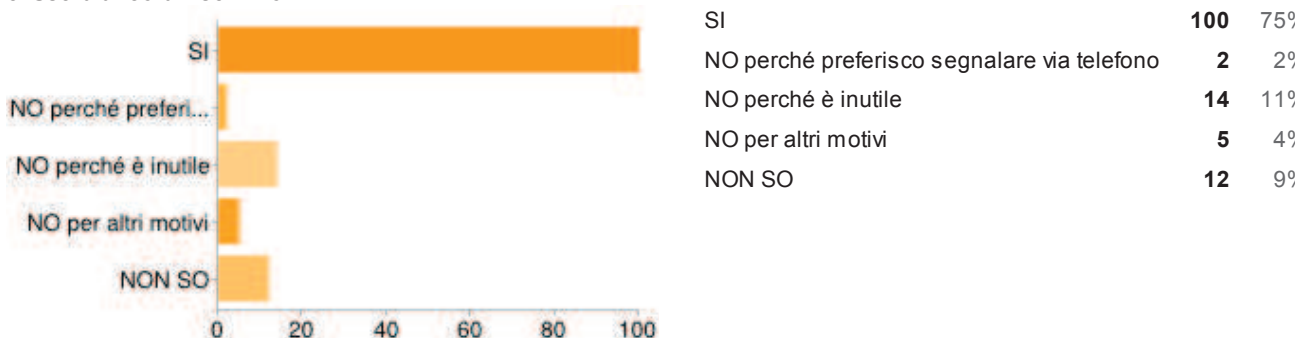 SI
NO perché preferi...
NO perché è inutile
NO per altri motivi
NON SO
0 20 40 60 80 100
SI 100 75%
NO perché preferisco segnalare via telefono 2 2%
NO perché è inutile 14 11%
NO per altri motivi 5 4%
NON SO 12 9%